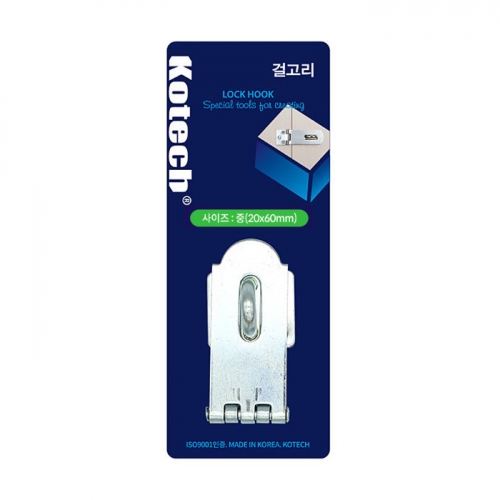 걸고리
LOCK HOOK
Special tools for creating
Kotech®
사이즈 : 중(20x60mm)
ISO9001인증. MADE IN KOREA. KOTECH